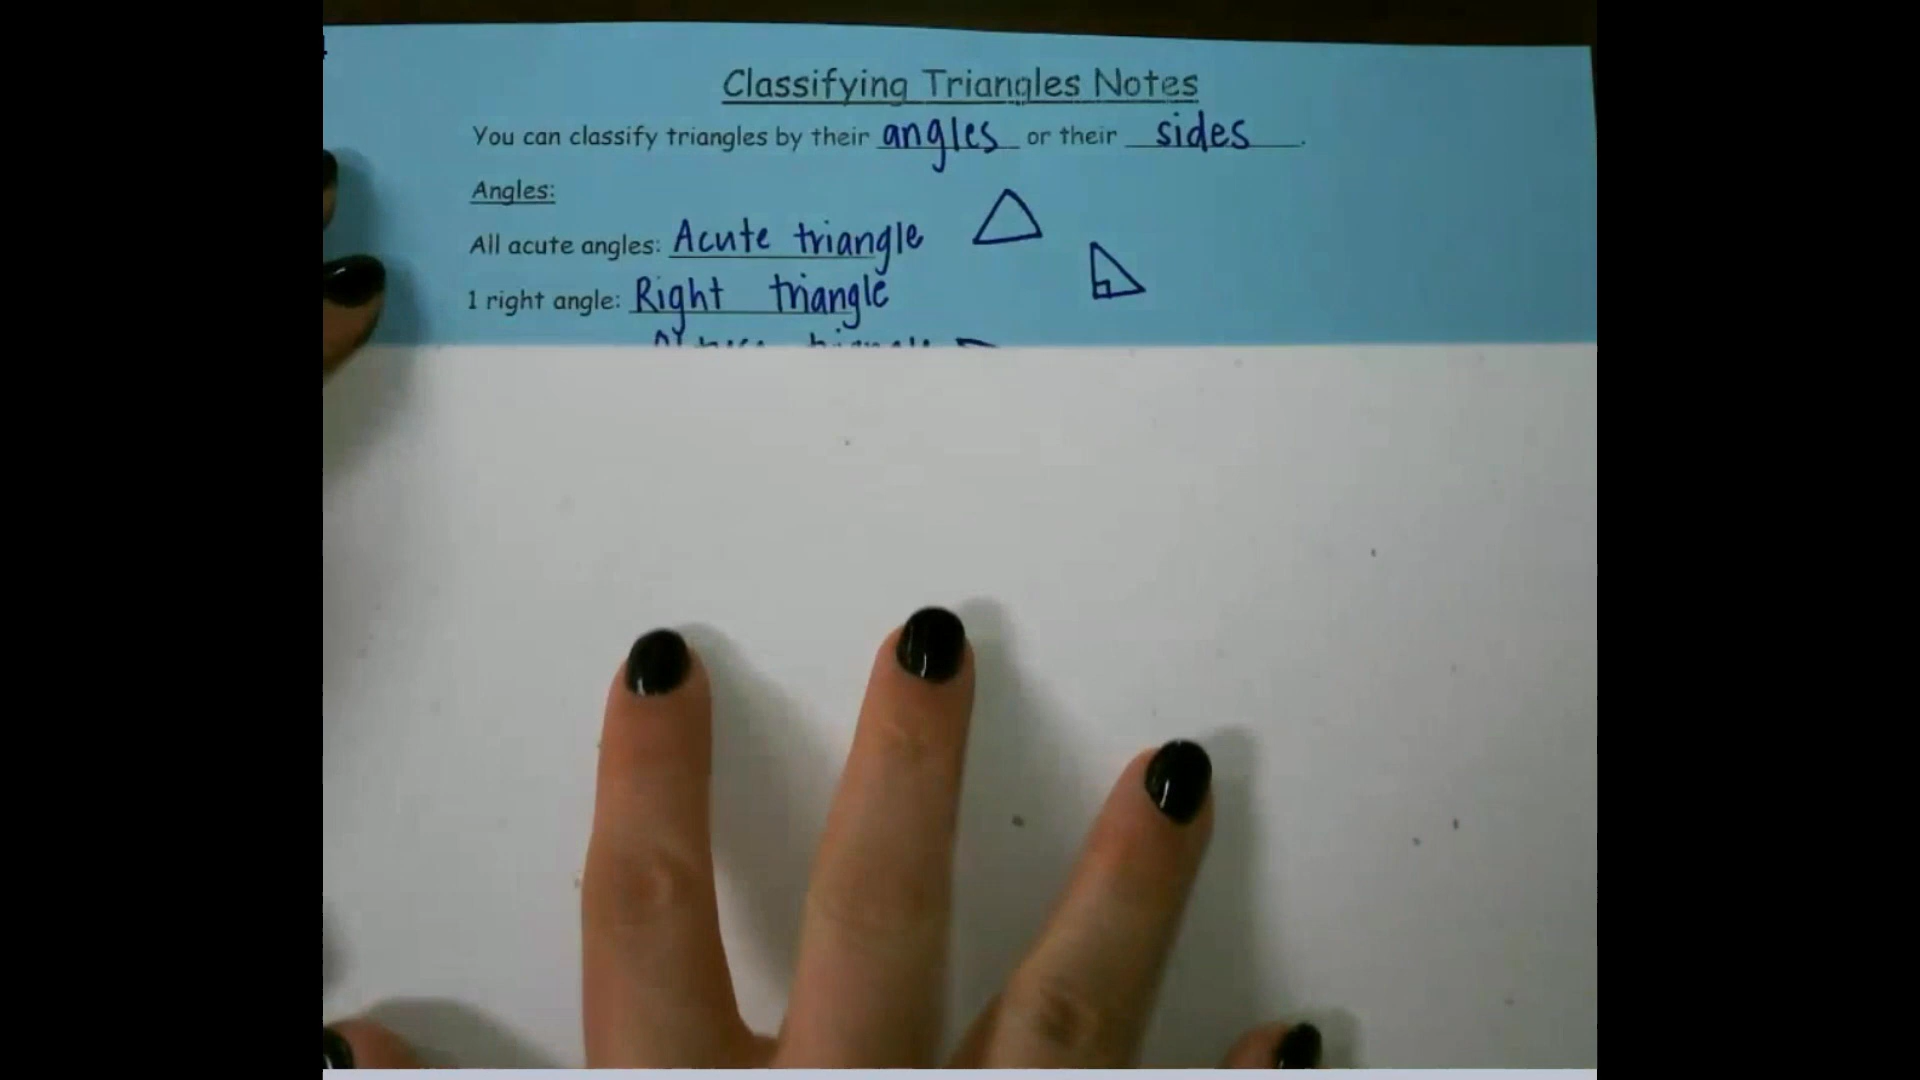 Classifying Triangles Notes
You can classify triangles by their angles or their sides.
Angles:
All acute angles: Acute triangle
1 right angle: Right triangle